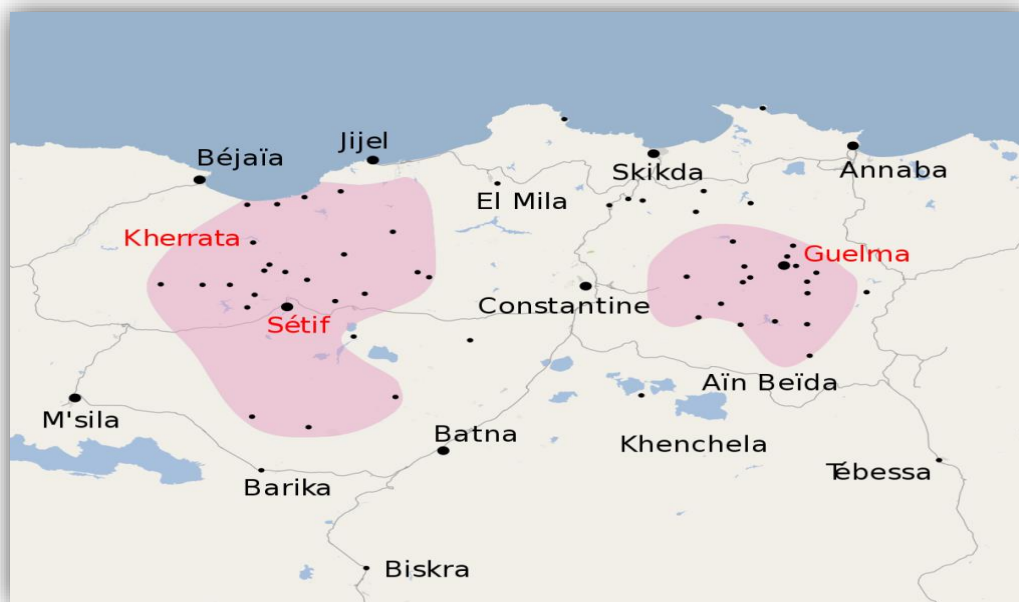 Jijel
Béjaïa
Skikda
Annaba
El Mila
Kherrata
Guelma
Constantine
Sétif
Aïn Beïda
M'sila
Batna
Khenchela
Tébessa
Barika
Biskra